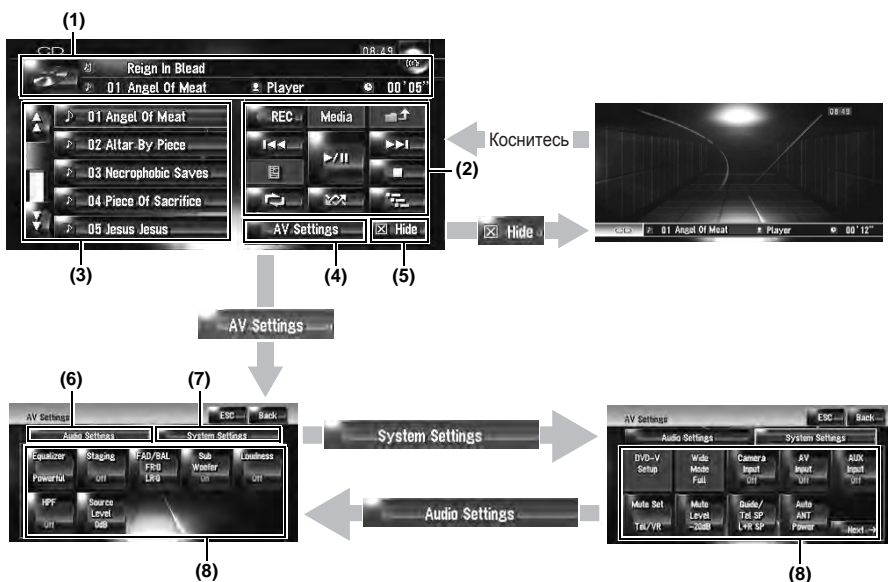 (1)
CD 08:49
Reign In Blead
01 Angel Of Meat Player 00'05"
01 Angel Of Meat
02 Altar By Piece
03 Necrophobic Saves
04 Piece Of Sacrifice
05 Jesus Jesus
REC Media
AV Settings Hide
(2)
(3)
(4)
(5)
Коснитесь
Hide
08:49
CD 01 Angel Of Meat Player 00'12"
AV Settings
(6)
(7)
AV Settings ESC Back
Audio Settings System Settings
Equalizer Powerful
Staging Off
FAD/BAL FR:0 LR:0
Sub Woofer Off
Loudness Off
HPF Off
Source Level 0dB
(8)
System Settings
Audio Settings
AV Settings ESC Back
Audio Settings System Settings
DVD-V Setup
Wide Mode Full
Camera Input Off
AV Input Off
AUX Input Off
Mute Set Tel/VR
Mute Level -20dB
Guide/ Tel SP L+R SP
Auto ANT Power
Next
(8)